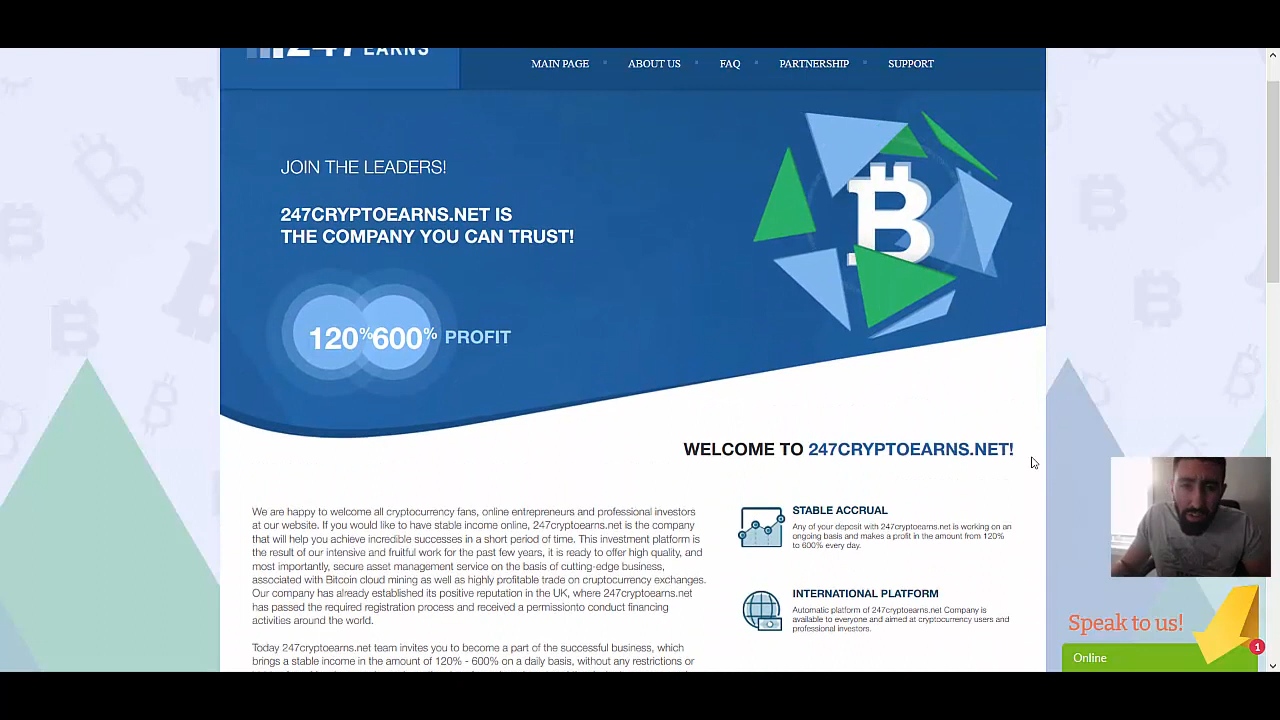 247 EARNS
MAIN PAGE
ABOUT US
FAQ
PARTNERSHIP
SUPPORT
JOIN THE LEADERS!
247CRYPTOEARNS.NET IS
THE COMPANY YOU CAN TRUST!
120% 600% PROFIT
WELCOME TO 247CRYPTOEARNS.NET!
We are happy to welcome all cryptocurrency fans, online entrepreneurs and professional investors
at our website. If you would like to have stable income online, 247cryptoearns.net is the company
that will help you achieve incredible successes in a short period of time. This investment platform is
the result of our intensive and fruitful work for the past few years, it is ready to offer high quality, and
most importantly, secure asset management service on the basis of cutting-edge business,
associated with Bitcoin cloud mining as well as highly profitable trade on cryptocurrency exchanges.
Our company has already established its positive reputation in the UK, where 247cryptoearns.net
has passed the required registration process and received a permissionto conduct financing
activities around the world.
Today 247cryptoearns.net team invites you to become a part of the successful business, which
brings a stable income in the amount of 120% - 600% on a daily basis, without any restrictions or
STABLE ACCRUAL
Any of your deposit with 247cryptoearns.net is working on an
ongoing basis and makes a profit in the amount from 120%
to 600% every day.
INTERNATIONAL PLATFORM
Automatic platform of 247cryptoearns.net Company is
available to everyone and aimed at cryptocurrency users and
professional investors.
Speak to us!
1
Online